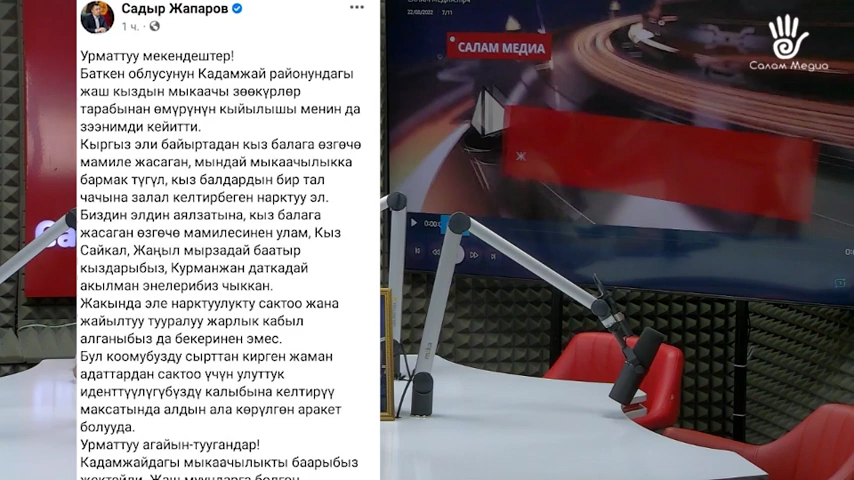 Садыр Жапаров
1 ч.
Урматтуу мекендештер!
Баткен облусунун Кадамжай районундагы
жаш кыздын мыкаачы зөөкүрлөр
тарабынан өмүрүнүн кыйылышы менин да
зээнимди кейитти.
Кыргыз эли байыртадан кыз балага өзгөчө
мамиле жасаган, мындай мыкаачылыкка
бармак түгүл, кыз балдардын бир тал
чачына залал келтирбеген нарктуу эл.
Биздин элдин аялзатына, кыз балага
жасаган өзгөчө мамилесинен улам, Кыз
Сайкал, Жаңыл мырзадай баатыр
кыздарыбыз, Курманжан даткадай
акылман энелерибиз чыккан.
Жакында эле нарктуулукту сактоо жана
жайылтуу тууралуу жарлык кабыл
алганыбыз да бекеринен эмес.
Бул коомубузду сырттан кирген жаман
адаттардан сактоо үчүн улуттук
иденттүүлүгүбүздү калыбына келтирүү
максатында алдын ала көрүлгөн аракет
болууда.
Урматтуу агайын-туугандар!
Кадамжайдагы мыкаачылыкты баарыбыз
САЛАМ МЕДИА
Ж
Салам Медиа